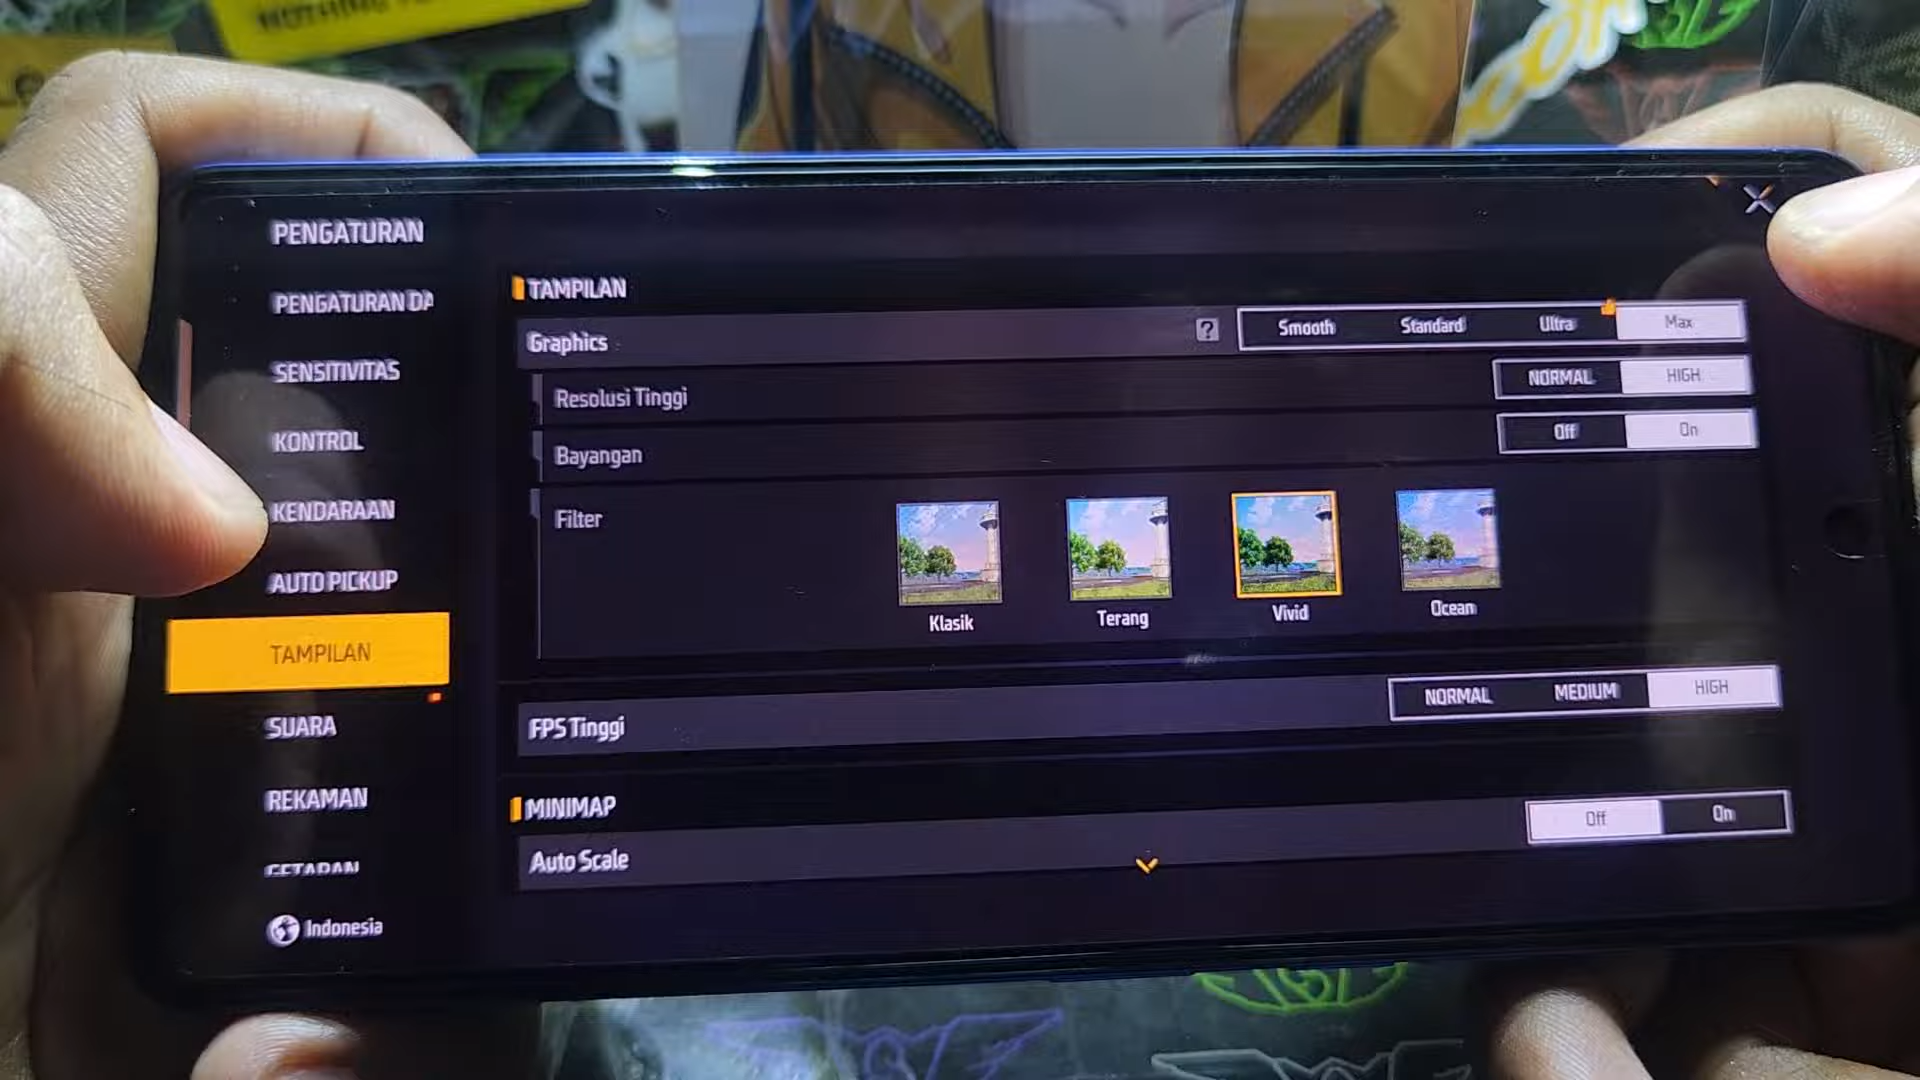 NOTHING
PENGATURAN
PENGATURAN DA
SENSITIVITAS
KONTROL
KENDARAAN
AUTO PICKUP
TAMPILAN
SUARA
REKAMAN
GETARAN
Indonesia
TAMPILAN
Graphics ? Smooth Standard Ultra Max
Resolusi Tinggi NORMAL HIGH
Bayangan Off On
Filter
Klasik Terang Vivid Ocean
FPS Tinggi NORMAL MEDIUM HIGH
MINIMAP
Auto Scale Off On